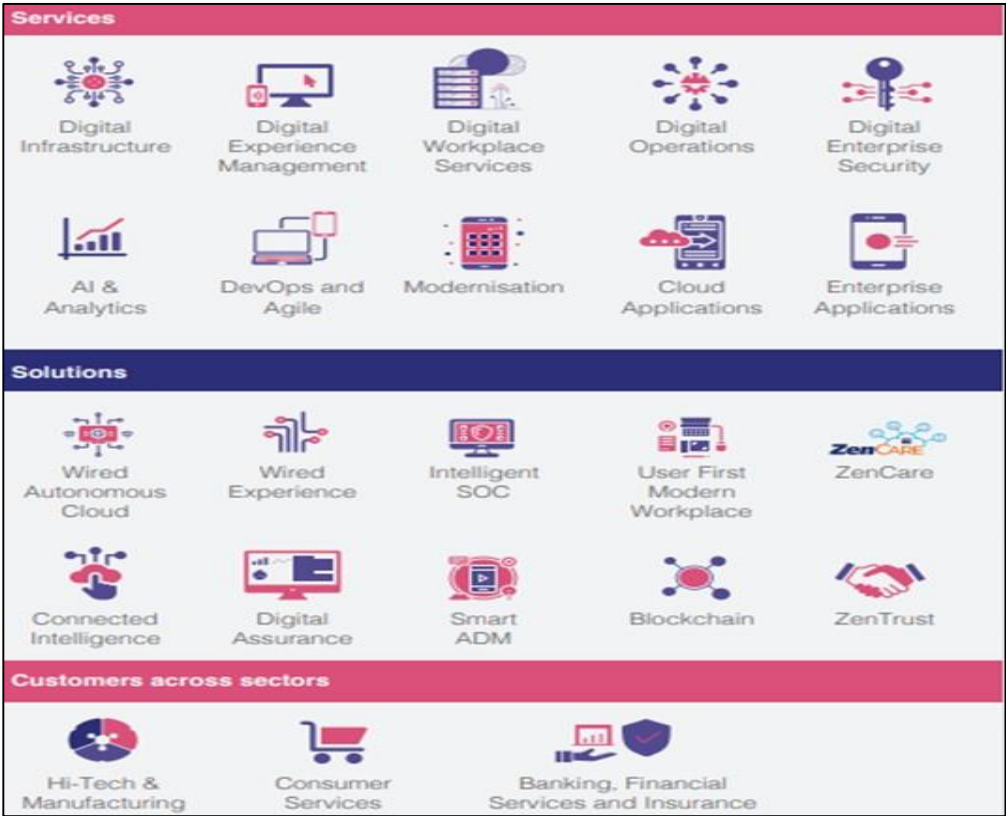 Services
Digital
Infrastructure
Digital
Experience
Management
Digital
Workplace
Services
Digital
Operations
Digital
Enterprise
Security
AI &
Analytics
DevOps and
Agile
Modernisation
Cloud
Applications
Enterprise
Applications
Solutions
Wired
Autonomous
Cloud
Wired
Experience
Intelligent
SOC
User First
Modern
Workplace
ZenCARE
ZenCare
Connected
Intelligence
Digital
Assurance
Smart
ADM
Blockchain
ZenTrust
Customers across sectors
Hi-Tech &
Manufacturing
Consumer
Services
Banking, Financial
Services and Insurance